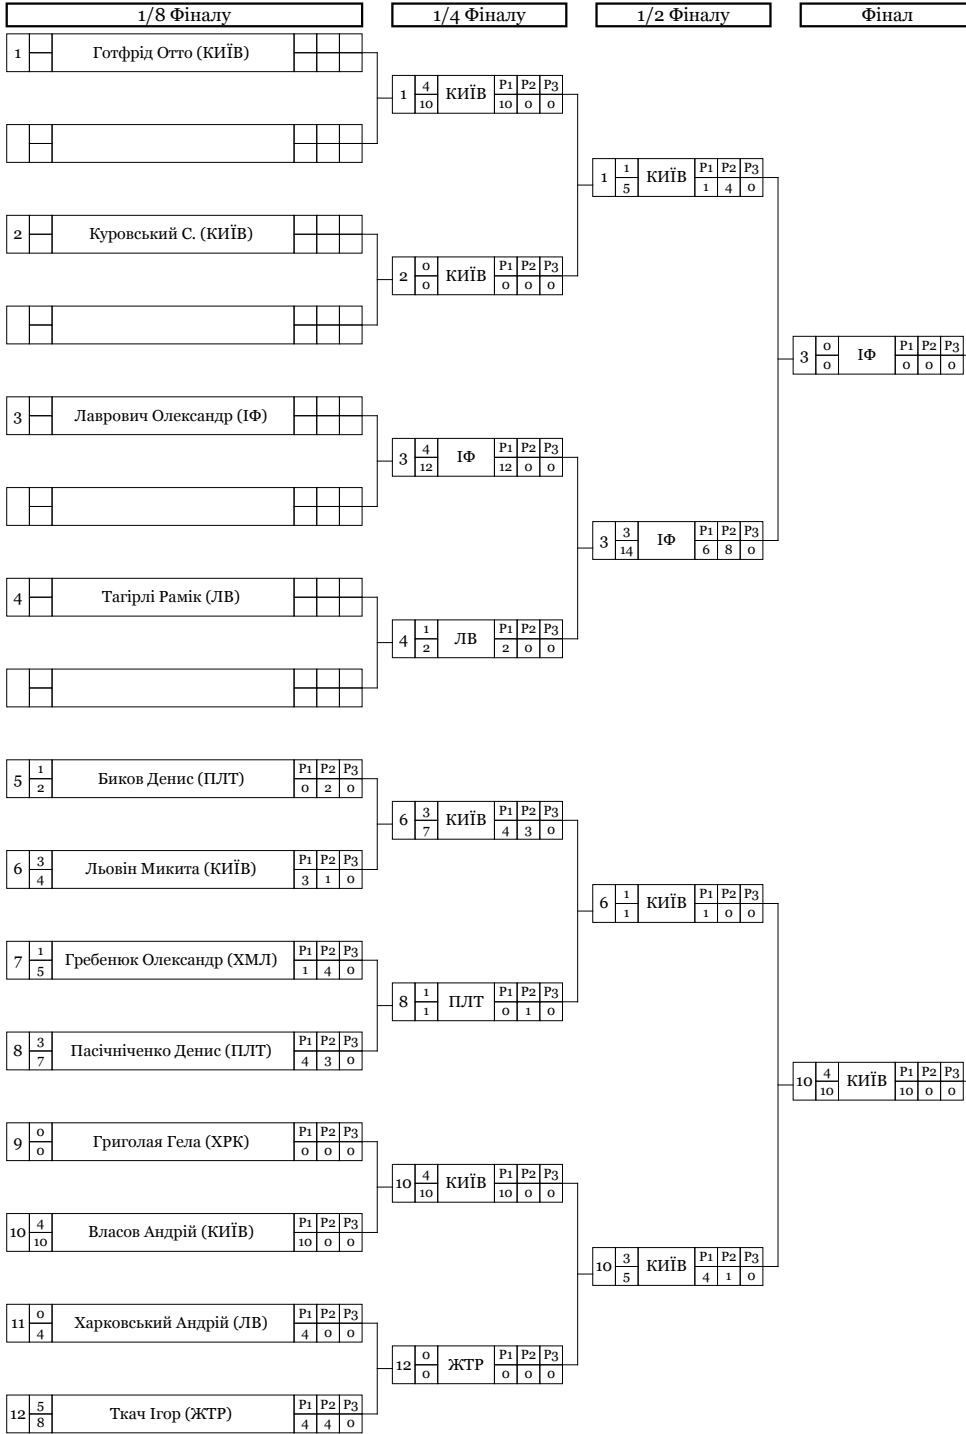 1/8 Фіналу 1/4 Фіналу 1/2 Фіналу Фінал
1 Готфрід Отто (КИЇВ)
1 4 10 КИЇВ P1 P2 P3 10 0 0
1 1 5 КИЇВ P1 P2 P3 1 4 0
2 Куровський С. (КИЇВ)
2 0 0 КИЇВ P1 P2 P3 0 0 0
3 0 0 ІФ P1 P2 P3 0 0 0
3 Лаврович Олександр (ІФ)
3 4 12 ІФ P1 P2 P3 12 0 0
3 3 14 ІФ P1 P2 P3 6 8 0
4 Тагірлі Рамік (ЛВ)
4 1 2 ЛВ P1 P2 P3 2 0 0
5 1 2 Биков Денис (ПЛТ) P1 P2 P3 0 2 0
6 3 7 КИЇВ P1 P2 P3 4 3 0
6 3 4 Льовін Микита (КИЇВ) P1 P2 P3 3 1 0
6 1 1 КИЇВ P1 P2 P3 1 0 0
7 1 5 Гребенюк Олександр (ХМЛ) P1 P2 P3 1 4 0
8 1 1 ПЛТ P1 P2 P3 0 1 0
8 3 7 Пасічніченко Денис (ПЛТ) P1 P2 P3 4 3 0
10 4 10 КИЇВ P1 P2 P3 10 0 0
9 0 0 Григолая Гела (ХРК) P1 P2 P3 0 0 0
10 4 10 КИЇВ P1 P2 P3 10 0 0
10 4 10 Власов Андрій (КИЇВ) P1 P2 P3 10 0 0
10 3 5 КИЇВ P1 P2 P3 4 1 0
11 0 4 Харковський Андрій (ЛВ) P1 P2 P3 4 0 0
12 0 0 ЖТР P1 P2 P3 0 0 0
12 5 8 Ткач Ігор (ЖТР) P1 P2 P3 4 4 0